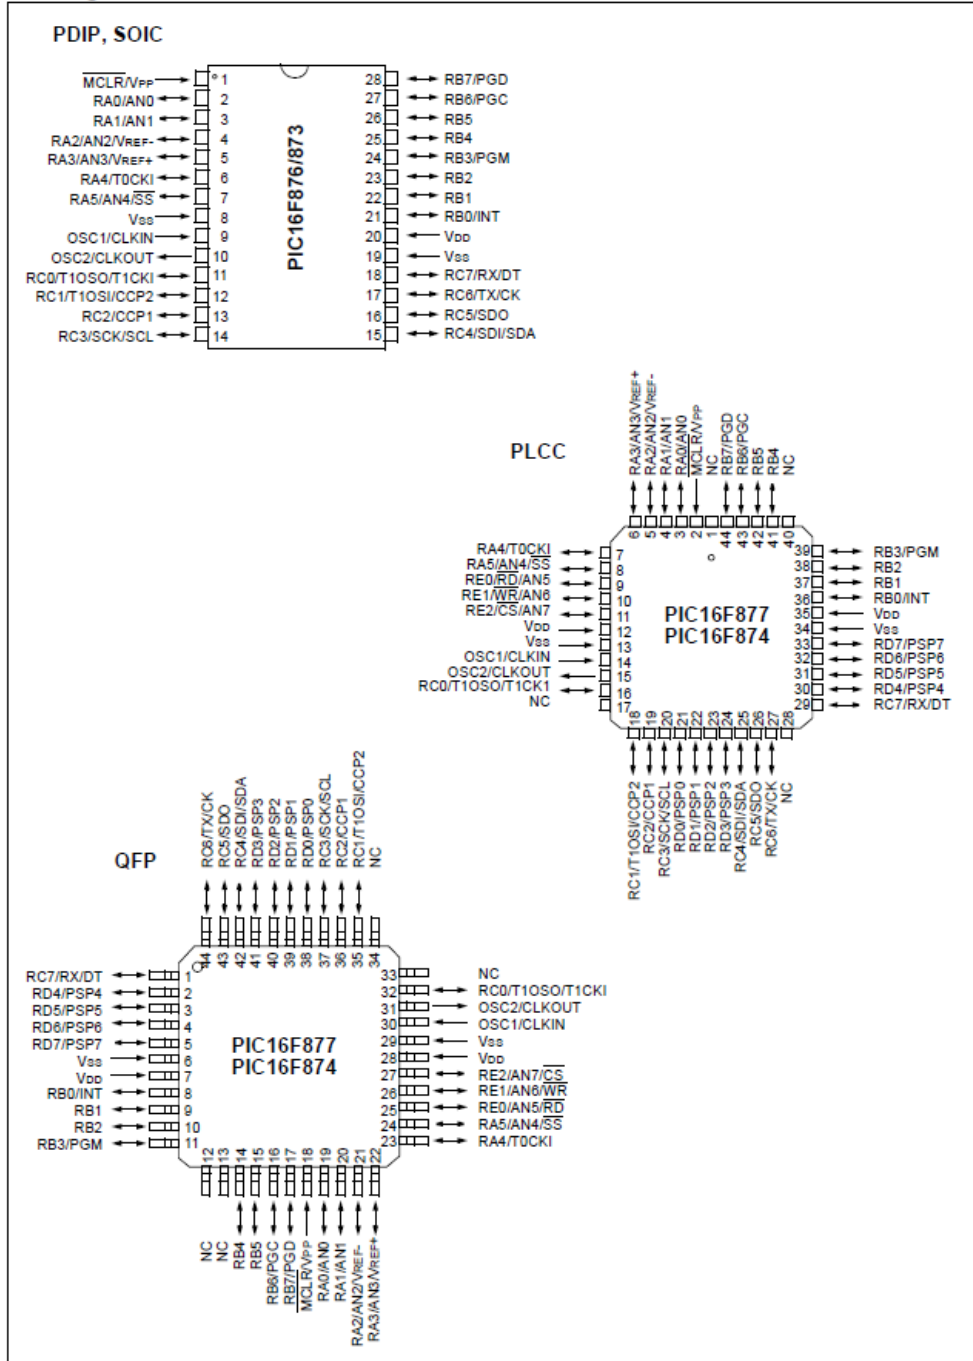 PDIP, SOIC
MCLR/VPP 1
RA0/AN0 2
RA1/AN1 3
RA2/AN2/VREF- 4
RA3/AN3/VREF+ 5
RA4/T0CKI 6
RA5/AN4/SS 7
VSS 8
OSC1/CLKIN 9
OSC2/CLKOUT 10
RC0/T1OSO/T1CKI 11
RC1/T1OSI/CCP2 12
RC2/CCP1 13
RC3/SCK/SCL 14
PIC16F876/873
28 RB7/PGD
27 RB6/PGC
26 RB5
25 RB4
24 RB3/PGM
23 RB2
22 RB1
21 RB0/INT
20 VDD
19 VSS
18 RC7/RX/DT
17 RC6/TX/CK
16 RC5/SDO
15 RC4/SDI/SDA
PLCC
RA3/AN3/VREF+ 6
RA2/AN2/VREF- 5
RA1/AN1 4
RA0/AN0 3
MCLR/VPP 2
NC 1
RB7/PGD 44
RB6/PGC 43
RB5 42
RB4 41
NC 40
RA4/T0CKI 7
RA5/AN4/SS 8
RE0/RD/AN5 9
RE1/WR/AN6 10
RE2/CS/AN7 11
VDD 12
VSS 13
OSC1/CLKIN 14
OSC2/CLKOUT 15
RC0/T1OSO/T1CK1 16
NC 17
PIC16F877
PIC16F874
39 RB3/PGM
38 RB2
37 RB1
36 RB0/INT
35 VDD
34 VSS
33 RD7/PSP7
32 RD6/PSP6
31 RD5/PSP5
30 RD4/PSP4
29 RC7/RX/DT
18 RC1/T1OSI/CCP2
19 RC2/CCP1
20 RC3/SCK/SCL
21 RD0/PSP0
22 RD1/PSP1
23 RD2/PSP2
24 RD3/PSP3
25 RC4/SDI/SDA
26 RC5/SDO
27 RC6/TX/CK
28 NC
QFP
RC6/TX/CK 44
RC5/SDO 43
RC4/SDI/SDA 42
RD3/PSP3 41
RD2/PSP2 40
RD1/PSP1 39
RD0/PSP0 38
RC3/SCK/SCL 37
RC2/CCP1 36
RC1/T1OSI/CCP2 35
NC 34
RC7/RX/DT 1
RD4/PSP4 2
RD5/PSP5 3
RD6/PSP6 4
RD7/PSP7 5
VSS 6
VDD 7
RB0/INT 8
RB1 9
RB2 10
RB3/PGM 11
PIC16F877
PIC16F874
33 NC
32 RC0/T1OSO/T1CKI
31 OSC2/CLKOUT
30 OSC1/CLKIN
29 VSS
28 VDD
27 RE2/AN7/CS
26 RE1/AN6/WR
25 RE0/AN5/RD
24 RA5/AN4/SS
23 RA4/T0CKI
12 NC
13 NC
14 RB4
15 RB5
16 RB6/PGC
17 RB7/PGD
18 MCLR/VPP
19 RA0/AN0
20 RA1/AN1
21 RA2/AN2/VREF-
22 RA3/AN3/VREF+